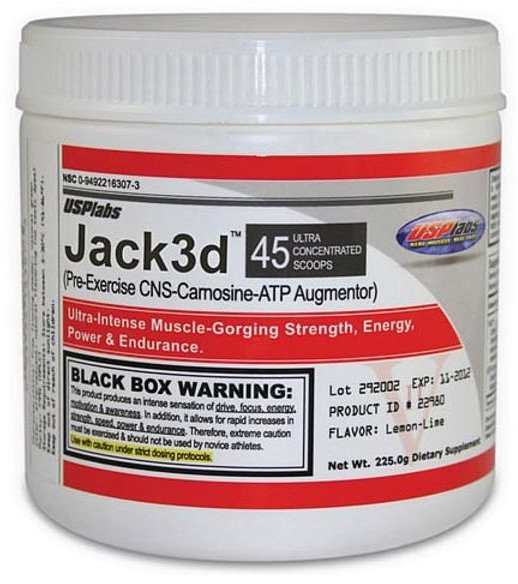 NSC 0-9492216307-3
USPlabs
Jack3d™
45 ULTRA
CONCENTRATED
SCOOPS
USPlabs
(Pre-Exercise CNS-Carnosine-ATP Augmentor)
Ultra-Intense Muscle-Gorging Strength, Energy,
Power & Endurance.
BLACK BOX WARNING:
This product produces an intense sensation of drive, focus, energy,
motivation & awareness. In addition, it allows for rapid increases in
strength, speed, power & endurance. Therefore, extreme caution
must be exercised & should not be used by novice athletes.
Use with caution under strict dosing protocols.
Lot 292002 EXP: 11-2012
PRODUCT ID # 22980
FLAVOR: Lemon-Lime
Net Wt. 225.0g Dietary Supplement